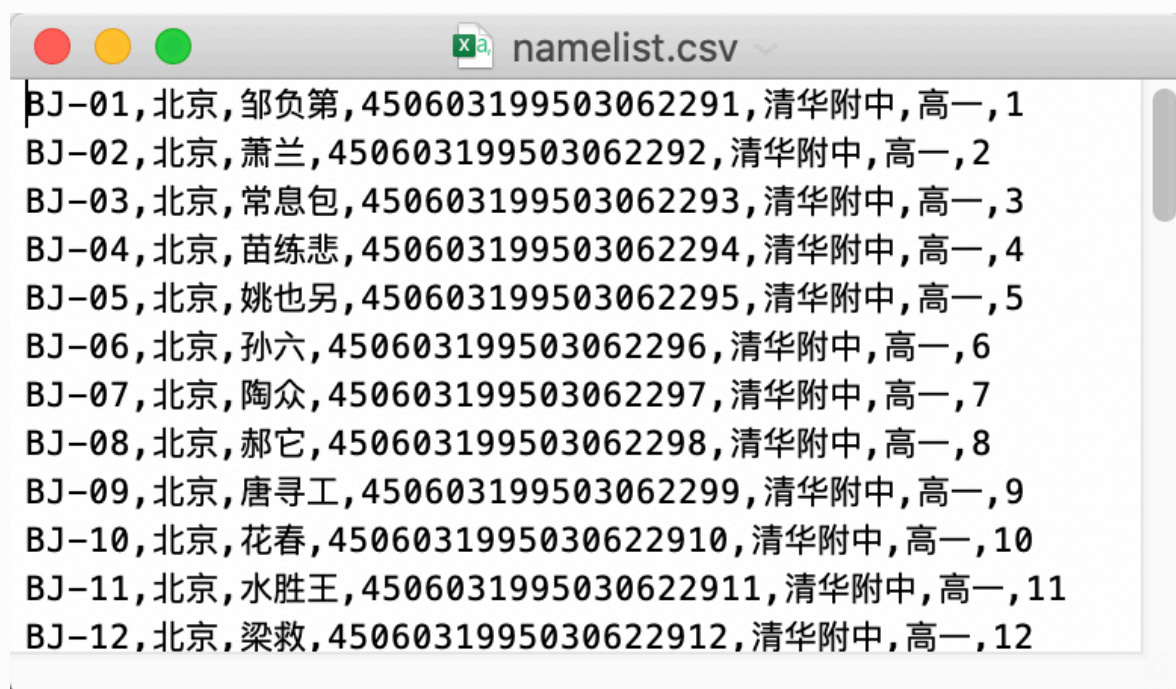 namelist.csv
BJ-01,北京,邹负第,450603199503062291,清华附中,高一,1
BJ-02,北京,萧兰,450603199503062292,清华附中,高一,2
BJ-03,北京,常息包,450603199503062293,清华附中,高一,3
BJ-04,北京,苗练悲,450603199503062294,清华附中,高一,4
BJ-05,北京,姚也另,450603199503062295,清华附中,高一,5
BJ-06,北京,孙六,450603199503062296,清华附中,高一,6
BJ-07,北京,陶众,450603199503062297,清华附中,高一,7
BJ-08,北京,郝它,450603199503062298,清华附中,高一,8
BJ-09,北京,唐寻工,450603199503062299,清华附中,高一,9
BJ-10,北京,花春,4506031995030622910,清华附中,高一,10
BJ-11,北京,水胜王,4506031995030622911,清华附中,高一,11
BJ-12,北京,梁救,4506031995030622912,清华附中,高一,12